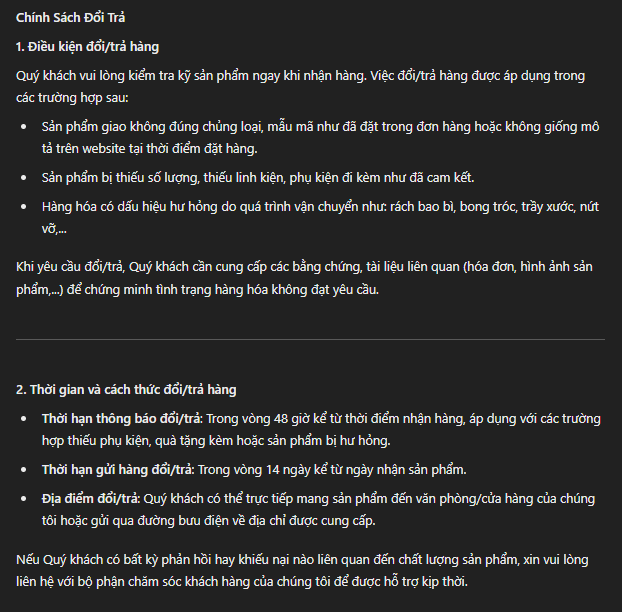 Chính Sách Đổi Trả
1. Điều kiện đổi/trả hàng
Quý khách vui lòng kiểm tra kỹ sản phẩm ngay khi nhận hàng. Việc đổi/trả hàng được áp dụng trong
các trường hợp sau:
• Sản phẩm giao không đúng chủng loại, mẫu mã như đã đặt trong đơn hàng hoặc không giống mô
tả trên website tại thời điểm đặt hàng.
• Sản phẩm bị thiếu số lượng, thiếu linh kiện, phụ kiện đi kèm như đã cam kết.
• Hàng hóa có dấu hiệu hư hỏng do quá trình vận chuyển như: rách bao bì, bong tróc, trầy xước, nứt
vỡ,...
Khi yêu cầu đổi/trả, Quý khách cần cung cấp các bằng chứng, tài liệu liên quan (hóa đơn, hình ảnh sản
phẩm,...) để chứng minh tình trạng hàng hóa không đạt yêu cầu.
2. Thời gian và cách thức đổi/trả hàng
• Thời hạn thông báo đổi/trả: Trong vòng 48 giờ kể từ thời điểm nhận hàng, áp dụng với các trường
hợp thiếu phụ kiện, quà tặng kèm hoặc sản phẩm bị hư hỏng.
• Thời hạn gửi hàng đổi/trả: Trong vòng 14 ngày kể từ ngày nhận sản phẩm.
• Địa điểm đổi/trả: Quý khách có thể trực tiếp mang sản phẩm đến văn phòng/cửa hàng của chúng
tôi hoặc gửi qua đường bưu điện về địa chỉ được cung cấp.
Nếu Quý khách có bất kỳ phản hồi hay khiếu nại nào liên quan đến chất lượng sản phẩm, xin vui lòng
liên hệ với bộ phận chăm sóc khách hàng của chúng tôi để được hỗ trợ kịp thời.